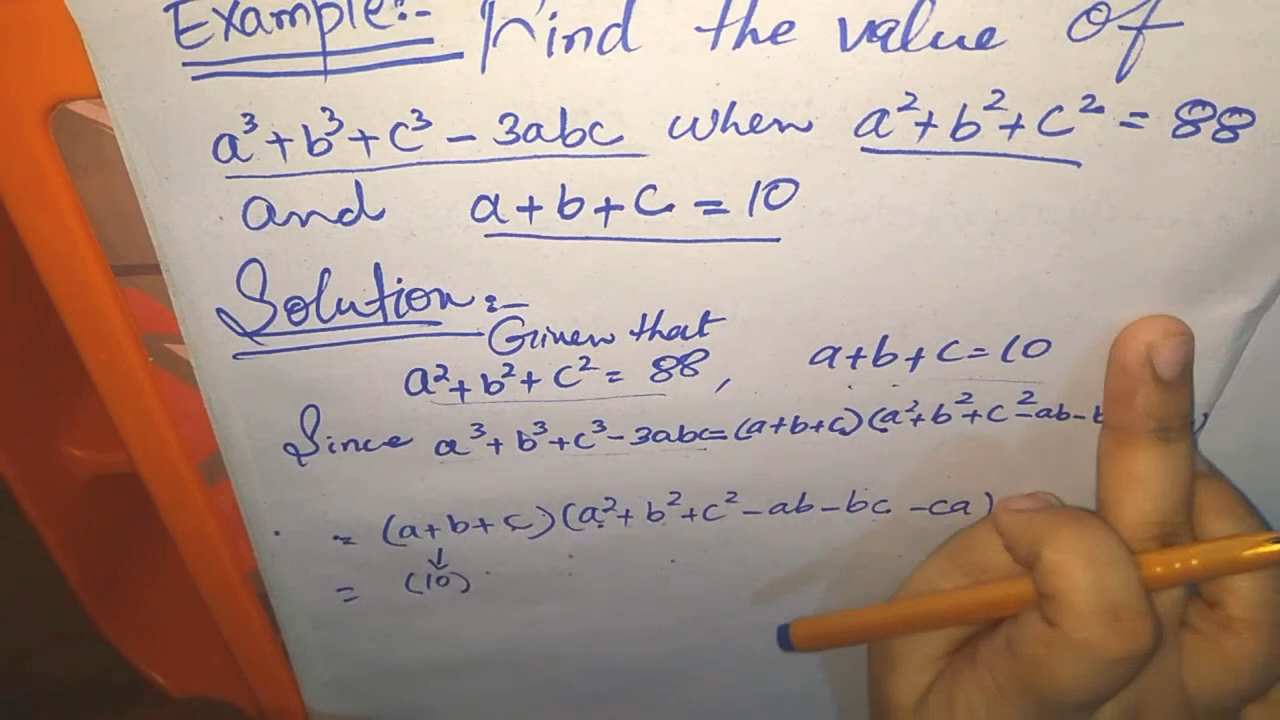 Example:- Find the value of
a³+b³+c³-3abc when a²+b²+c²=88
and a+b+c=10
Solution:-
Given that
a²+b²+c²=88, a+b+c=10
Since a³+b³+c³-3abc=(a+b+c)(a²+b²+c²-ab-
= (a+b+c)(a²+b²+c²-ab-bc-ca)
↓
= (10)